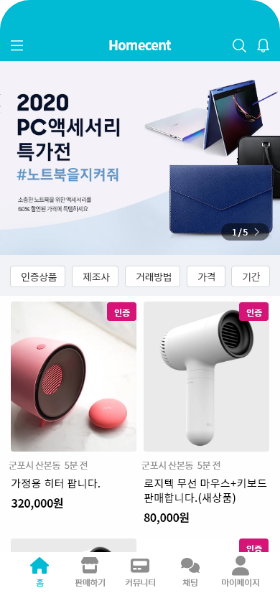 Homecent
2020
PC액세서리
특가전
#노트북을지켜줘
소중한 노트북을 위한 액세서리를
50% 할인된 가격에 득템하세요
1/5
인증상품
제조사
거래방법
가격
기간
인증
인증
군포시 산본동 5분 전
가정용 히터 팝니다.
320,000원
군포시 산본동 5분 전
로지텍 무선 마우스+키보드
판매합니다.(새상품)
80,000원
인증
홈
판매하기
커뮤니티
채팅
마이페이지